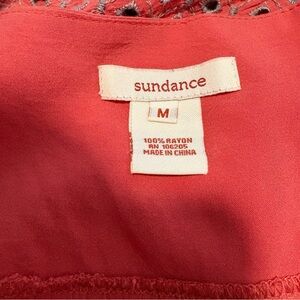 sundance
M
100% RAYON
RN 106205
MADE IN CHINA